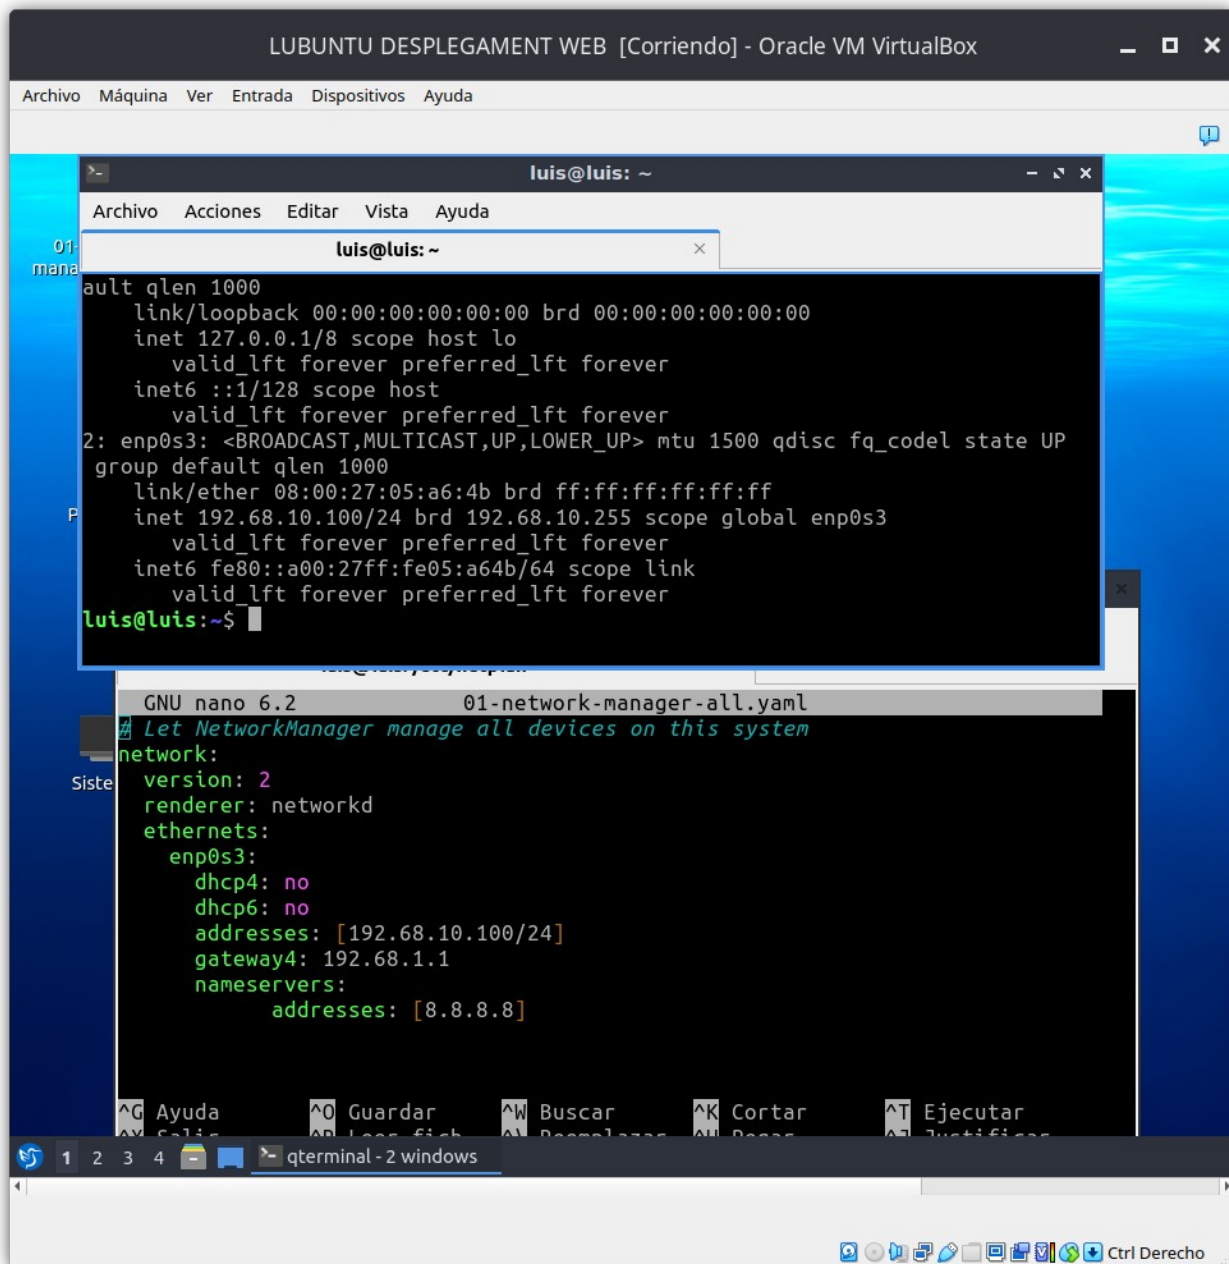 LUBUNTU DESPLEGAMENT WEB [Corriendo] - Oracle VM VirtualBox
Archivo Máquina Ver Entrada Dispositivos Ayuda
luis@luis: ~
Archivo Acciones Editar Vista Ayuda
luis@luis: ~
01-
mana
ault qlen 1000
link/loopback 00:00:00:00:00:00 brd 00:00:00:00:00:00
inet 127.0.0.1/8 scope host lo
valid_lft forever preferred_lft forever
inet6 ::1/128 scope host
valid_lft forever preferred_lft forever
2: enp0s3: <BROADCAST,MULTICAST,UP,LOWER_UP> mtu 1500 qdisc fq_codel state UP
group default qlen 1000
link/ether 08:00:27:05:a6:4b brd ff:ff:ff:ff:ff:ff
inet 192.68.10.100/24 brd 192.68.10.255 scope global enp0s3
P
valid_lft forever preferred_lft forever
inet6 fe80::a00:27ff:fe05:a64b/64 scope link
valid_lft forever preferred_lft forever
luis@luis:~$
GNU nano 6.2 01-network-manager-all.yaml
# Let NetworkManager manage all devices on this system
network:
version: 2
Siste
renderer: networkd
ethernets:
enp0s3:
dhcp4: no
dhcp6: no
addresses: [192.68.10.100/24]
gateway4: 192.68.1.1
nameservers:
addresses: [8.8.8.8]
^G Ayuda ^O Guardar ^W Buscar ^K Cortar ^T Ejecutar
1 2 3 4 qterminal - 2 windows
Ctrl Derecho